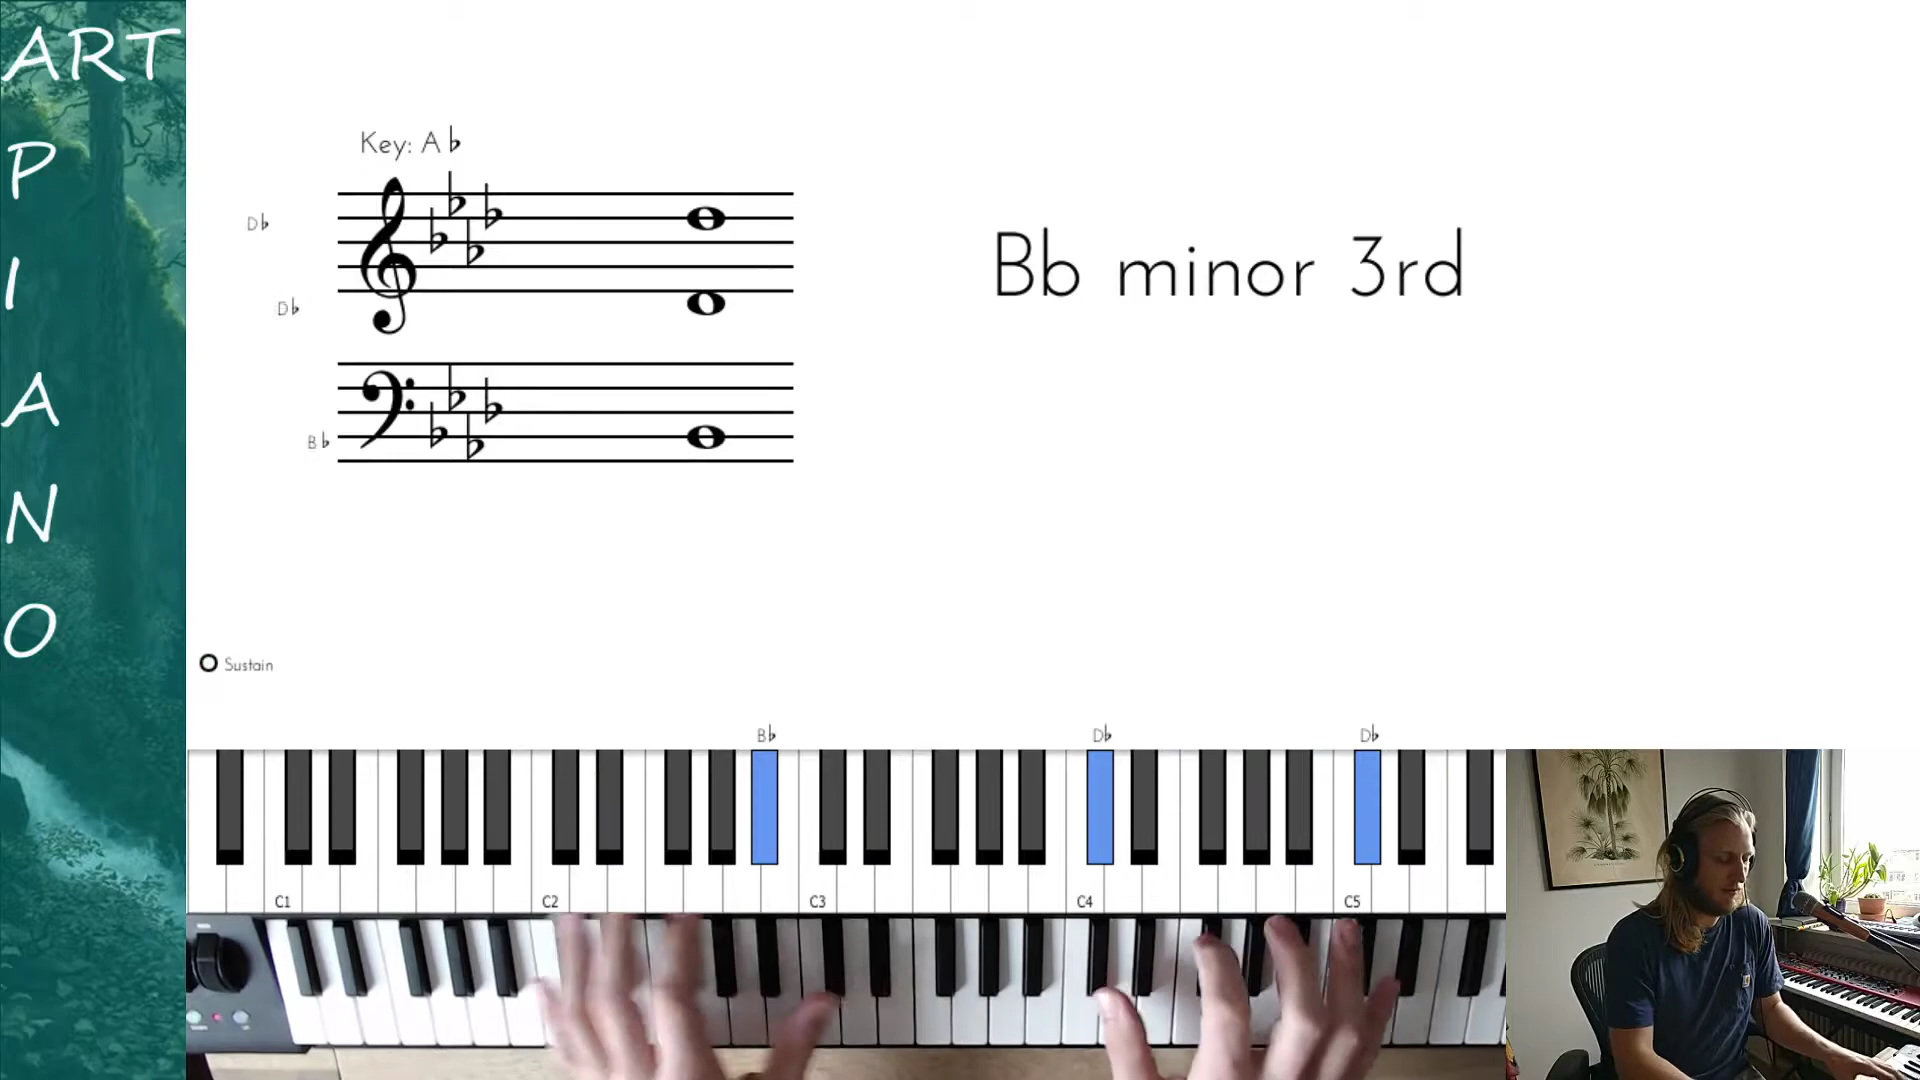 ART
P
I
A
N
O
Key: A♭
D♭
D♭
B♭
Bb minor 3rd
Sustain
B♭
D♭
D♭
C1
C2
C3
C4
C5